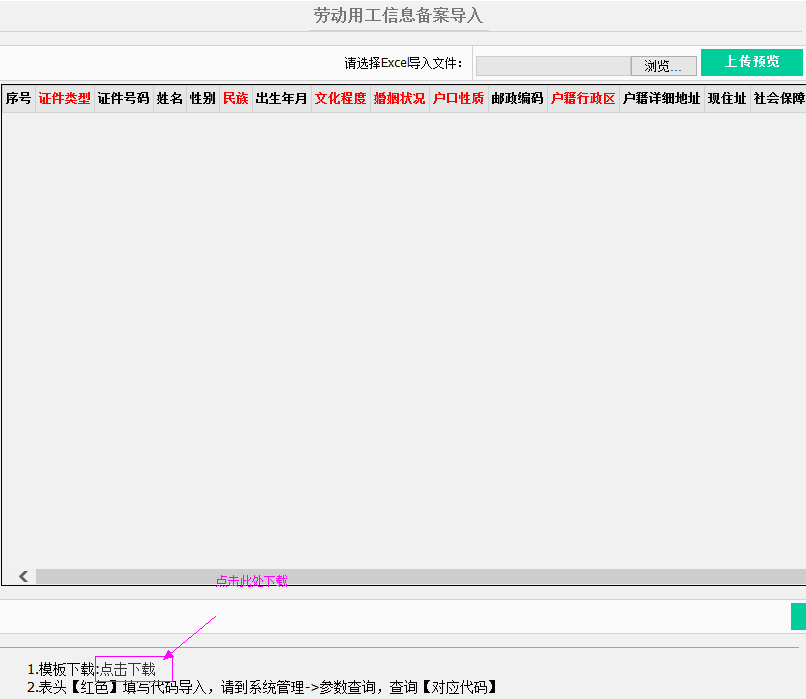 劳动用工信息备案导入
请选择Excel导入文件： 浏览... 上传预览
序号 证件类型 证件号码 姓名 性别 民族 出生年月 文化程度 婚姻状况 户口性质 邮政编码 户籍行政区 户籍详细地址 现住址 社会保障
点击此处下载
1.模板下载:点击下载
2.表头【红色】填写代码导入，请到系统管理->参数查询，查询【对应代码】